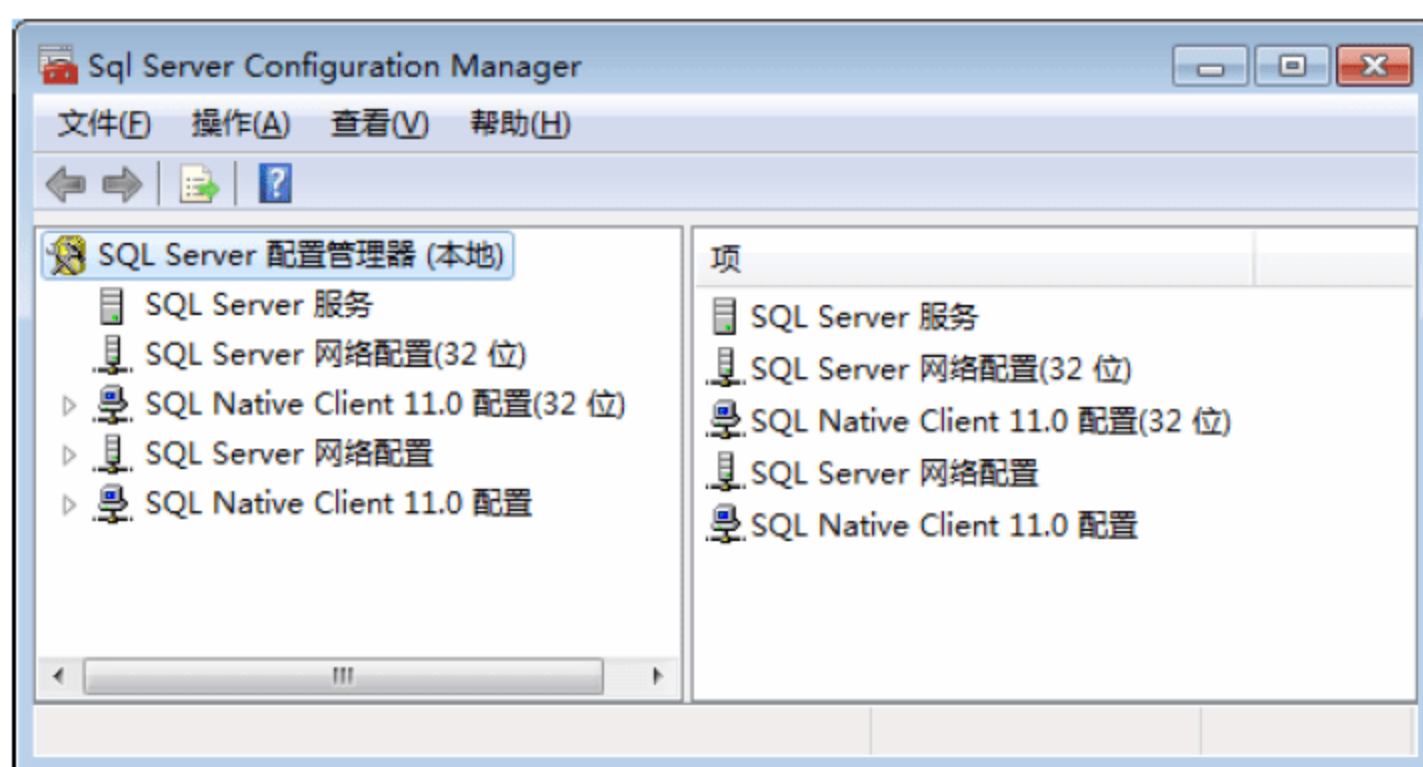 Sql Server Configuration Manager
文件(F) 操作(A) 查看(V) 帮助(H)
SQL Server 配置管理器 (本地)
SQL Server 服务
SQL Server 网络配置(32 位)
SQL Native Client 11.0 配置(32 位)
SQL Server 网络配置
SQL Native Client 11.0 配置
项
SQL Server 服务
SQL Server 网络配置(32 位)
SQL Native Client 11.0 配置(32 位)
SQL Server 网络配置
SQL Native Client 11.0 配置